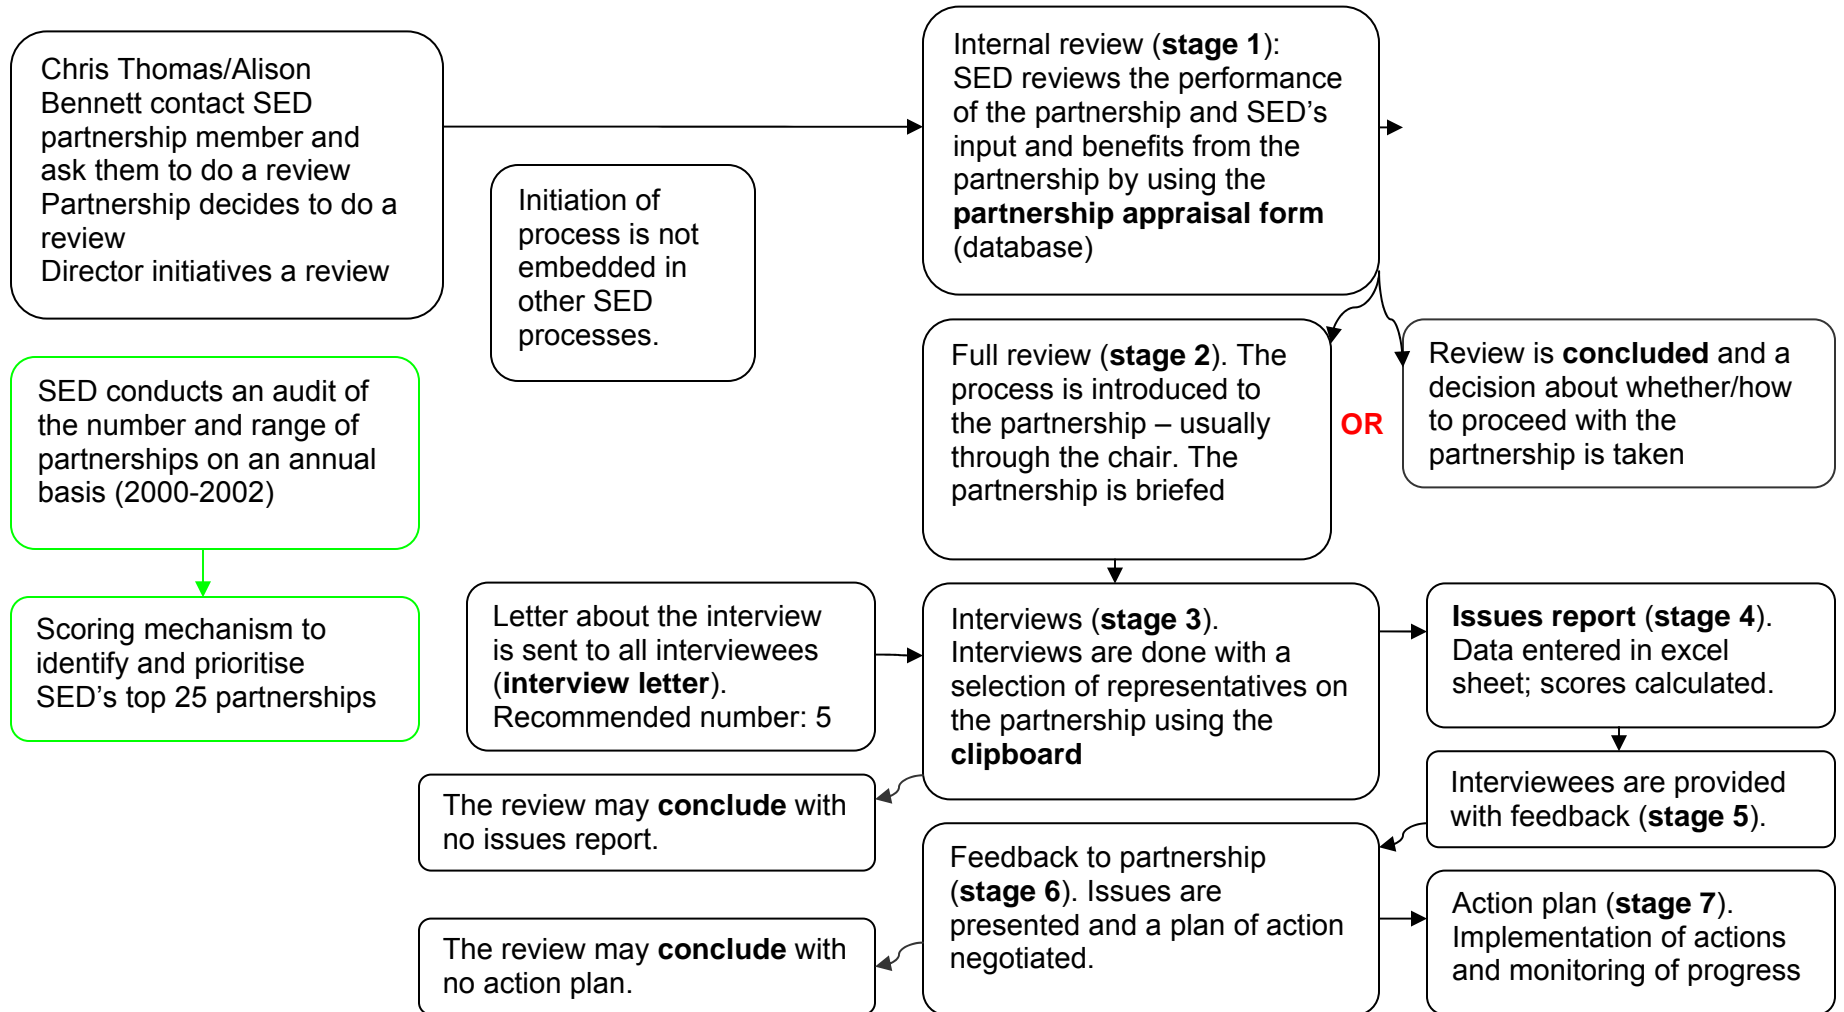 Chris Thomas/Alison
Bennett contact SED
partnership member and
ask them to do a review
Partnership decides to do a
review
Director initiatives a review
Initiation of
process is not
embedded in
other SED
processes.
Internal review (stage 1):
SED reviews the performance
of the partnership and SED’s
input and benefits from the
partnership by using the
partnership appraisal form
(database)
SED conducts an audit of
the number and range of
partnerships on an annual
basis (2000-2002)
Full review (stage 2). The
process is introduced to
the partnership – usually
through the chair. The
partnership is briefed
OR
Review is concluded and a
decision about whether/how
to proceed with the
partnership is taken
Scoring mechanism to
identify and prioritise
SED’s top 25 partnerships
Letter about the interview
is sent to all interviewees
(interview letter).
Recommended number: 5
Interviews (stage 3).
Interviews are done with a
selection of representatives on
the partnership using the
clipboard
Issues report (stage 4).
Data entered in excel
sheet; scores calculated.
The review may conclude with
no issues report.
Interviewees are provided
with feedback (stage 5).
Feedback to partnership
(stage 6). Issues are
presented and a plan of action
negotiated.
The review may conclude with
no action plan.
Action plan (stage 7).
Implementation of actions
and monitoring of progress